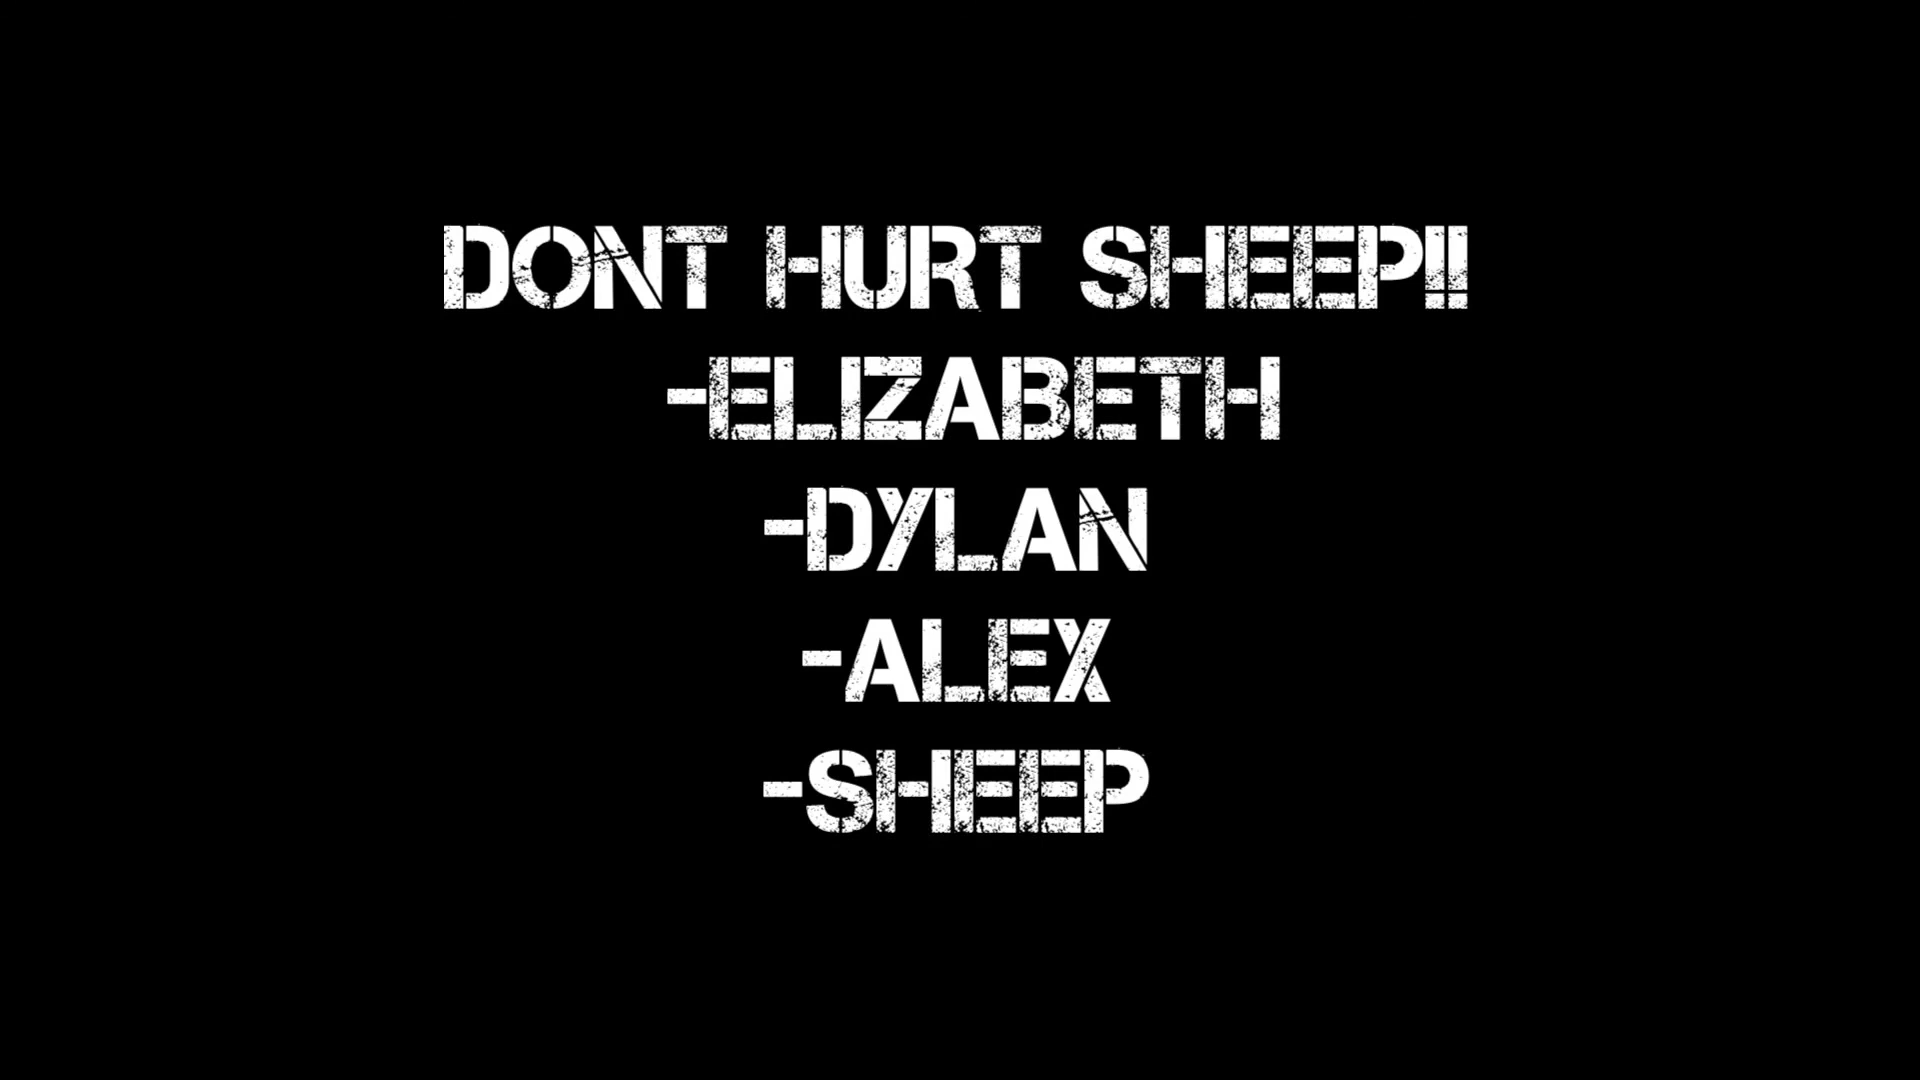 DONT HURT SHEEP!!
-ELIZABETH
-DYLAN
-ALEX
-SHEEP